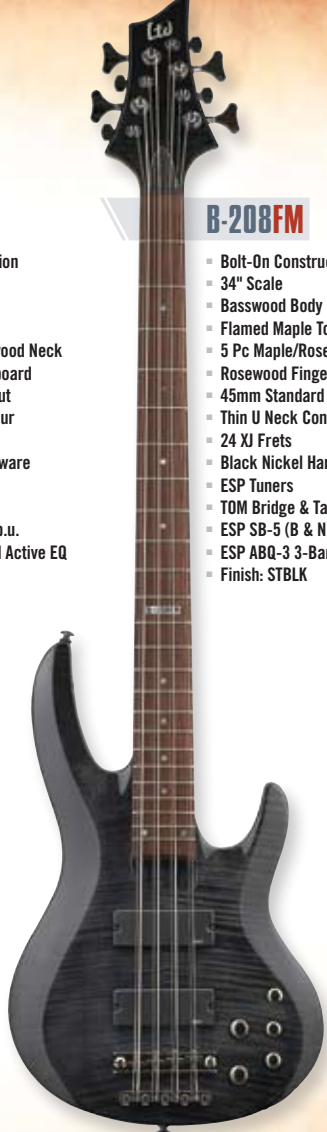 Ltd
B-208FM
ion
ood Neck
oard
ut
ur
ware
o.u.
l Active EQ
Bolt-On Construc
34" Scale
Basswood Body
Flamed Maple To
5 Pc Maple/Rose
Rosewood Finge
45mm Standard
Thin U Neck Con
24 XJ Frets
Black Nickel Har
ESP Tuners
TOM Bridge & Ta
ESP SB-5 (B & N
ESP ABQ-3 3-Bar
Finish: STBLK